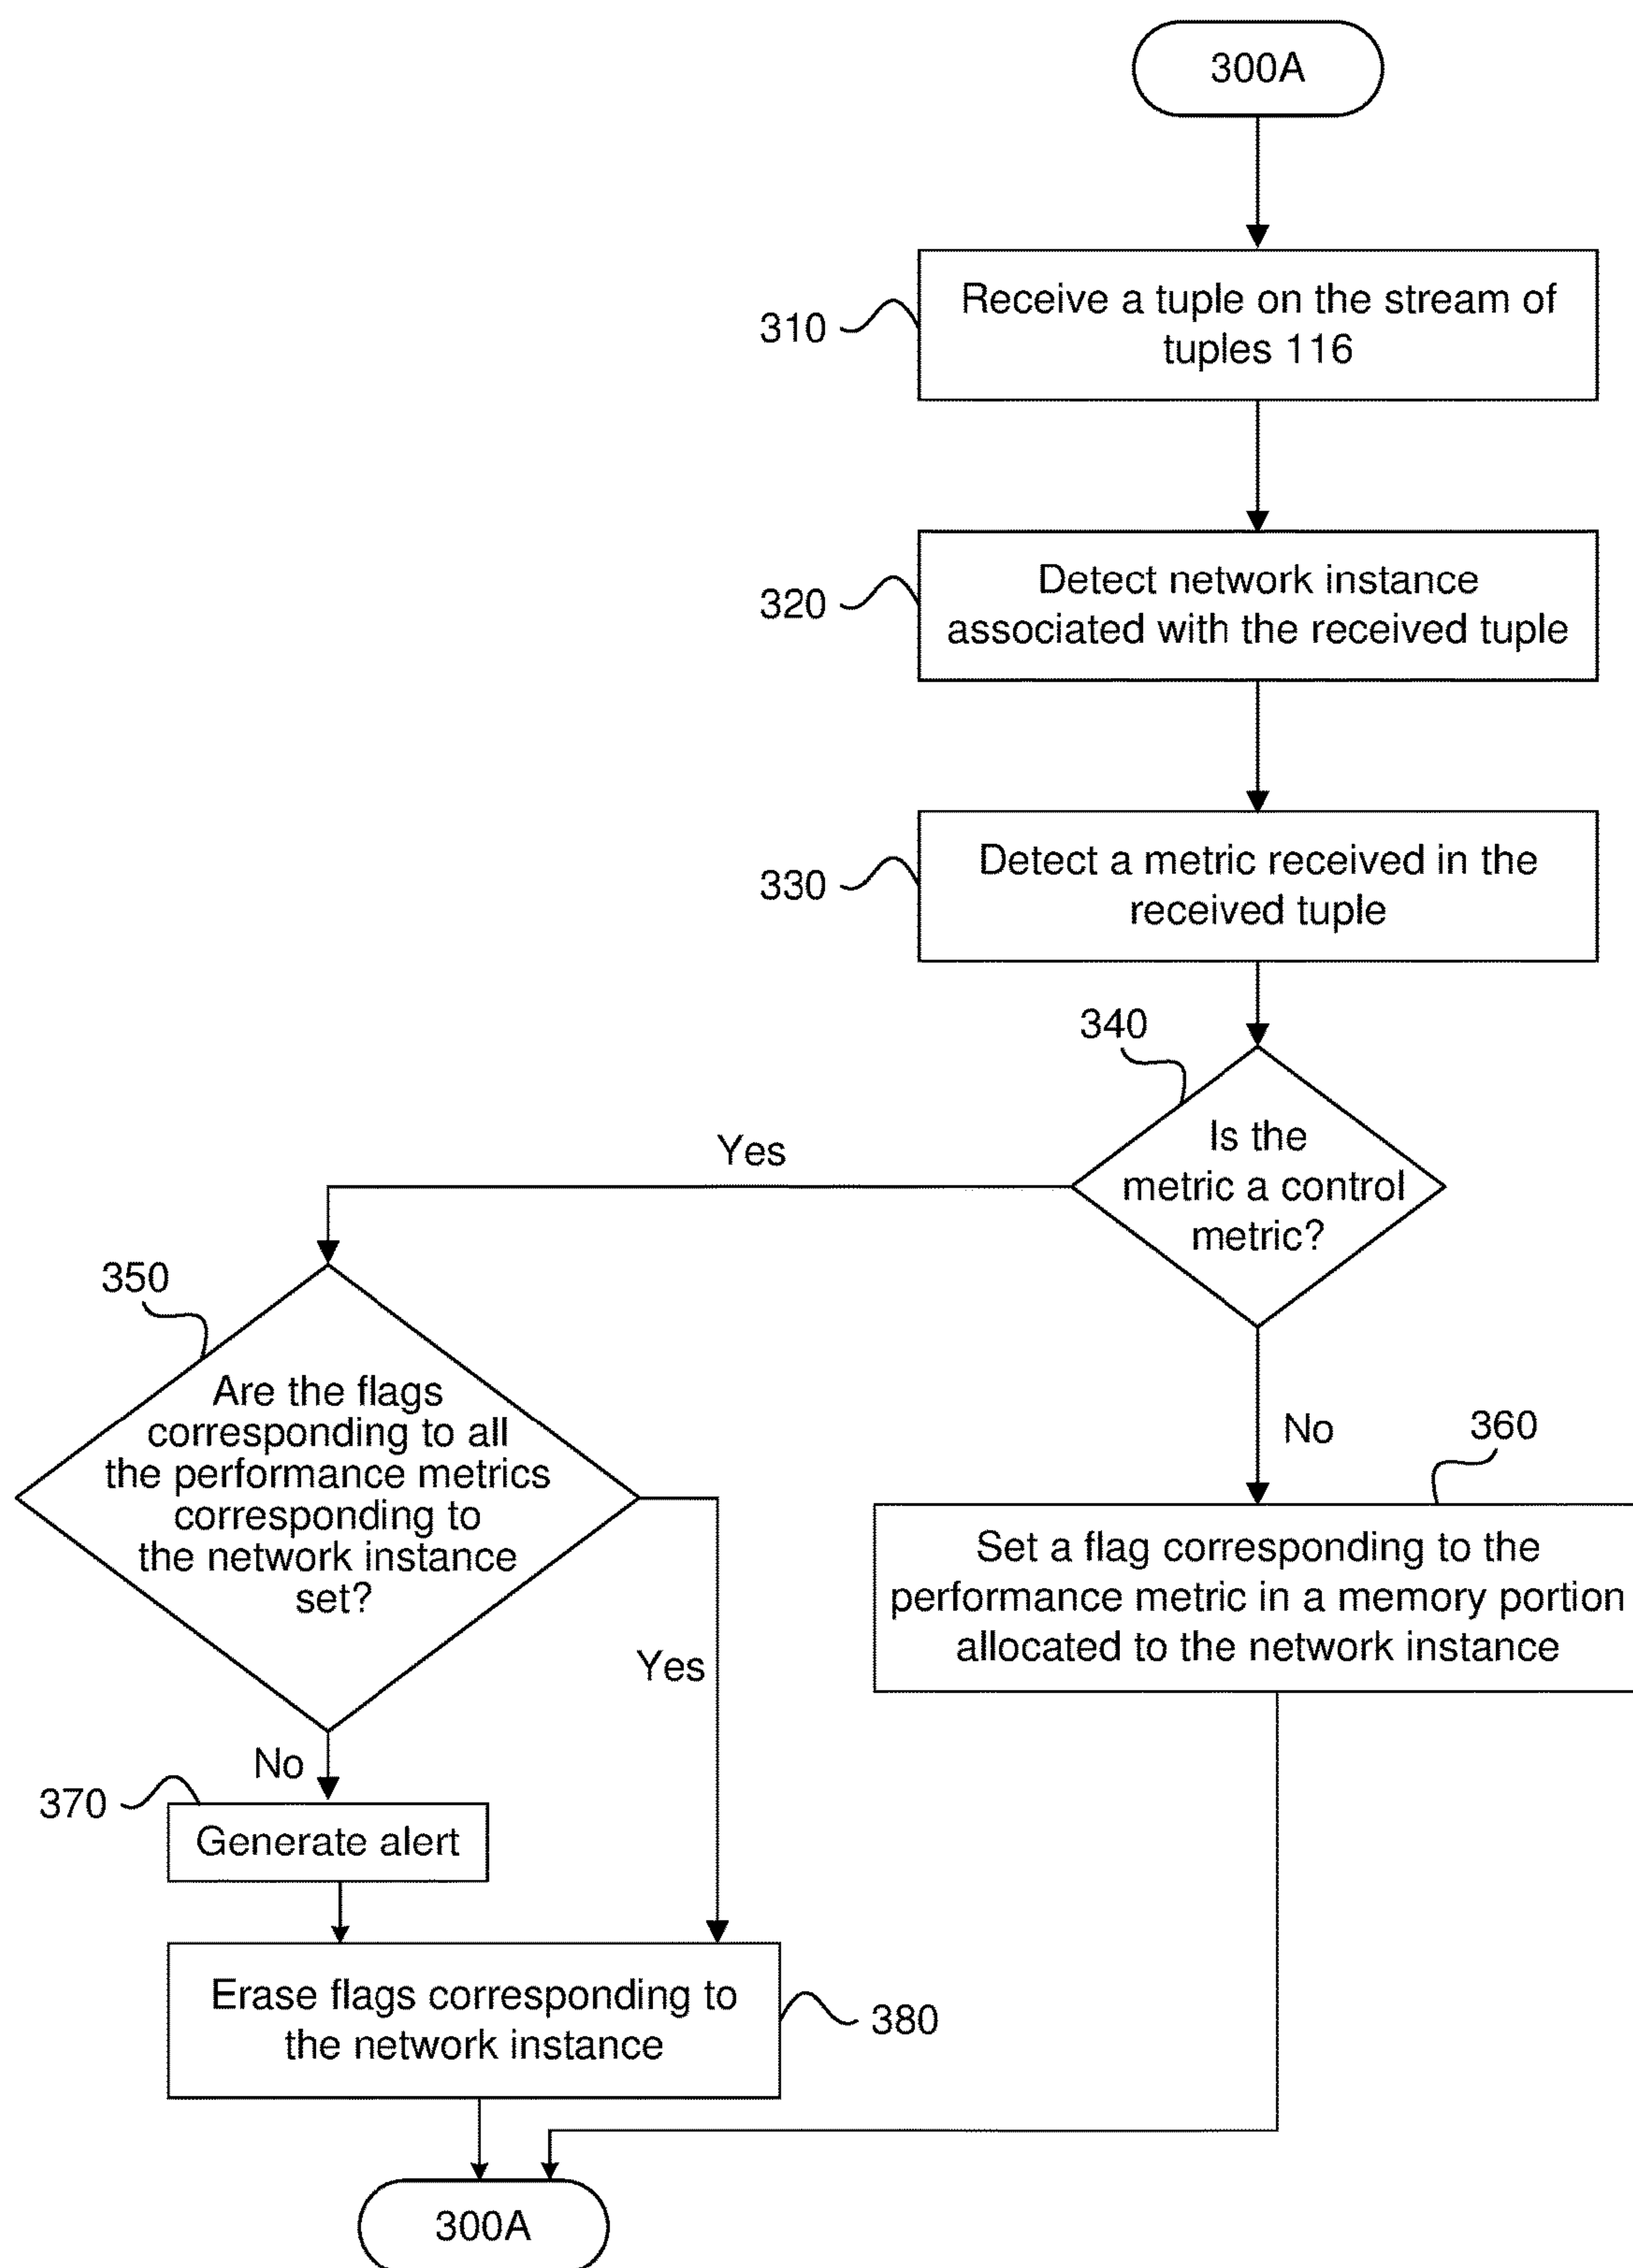 300A
310
Receive a tuple on the stream of
tuples 116
320
Detect network instance
associated with the received tuple
330
Detect a metric received in the
received tuple
340
Is the
metric a control
metric?
Yes
350
Are the flags
corresponding to all
the performance metrics
corresponding to
the network instance
set?
No
360
Set a flag corresponding to the
performance metric in a memory portion
allocated to the network instance
Yes
No
370
Generate alert
Erase flags corresponding to
the network instance
380
300A